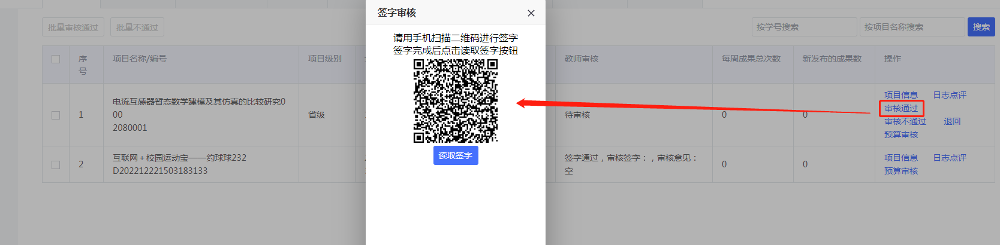 签字审核
批量审核通过
批量不通过
按学号搜索
按项目名称搜索
搜索
请用手机扫描二维码进行签字
签字完成后点击读取签字按钮
读取签字
序
号
项目名称/编号
项目级别
教师审核
每周成果总次数
新发布的成果数
操作
1
电流互感器暂态数学建模及其仿真的比较研究0
00
2080001
省级
待审核
0
0
项目信息 日志点评
审核通过
审核不通过 退回
预算审核
2
互联网＋校园运动宝——约球球232
D202212221503183133
签字通过，审核签字：，审核意见：
空
0
0
项目信息 日志点评
预算审核